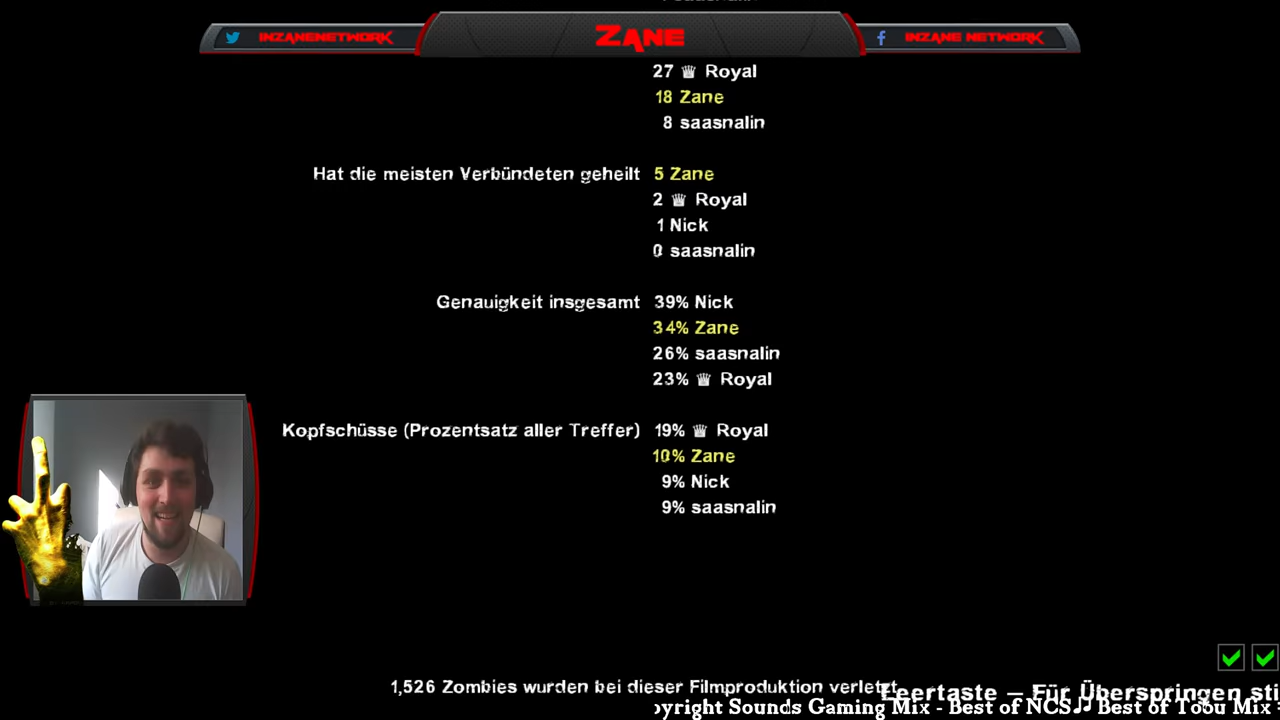 INZANENETWORK
ZANE
INZANE NETWORK
27 Royal
18 Zane
8 saasnalin
Hat die meisten Verbündeten geheilt 5 Zane
2 Royal
1 Nick
0 saasnalin
Genauigkeit insgesamt 39% Nick
34% Zane
26% saasnalin
23% Royal
Kopfschüsse (Prozentsatz aller Treffer) 19% Royal
10% Zane
9% Nick
9% saasnalin
1,526 Zombies wurden bei dieser Filmproduktion verletzt
Leertaste – Für Überspringen sti
pyright Sounds Gaming Mix - Best of NCS - Best of Tobu Mix -